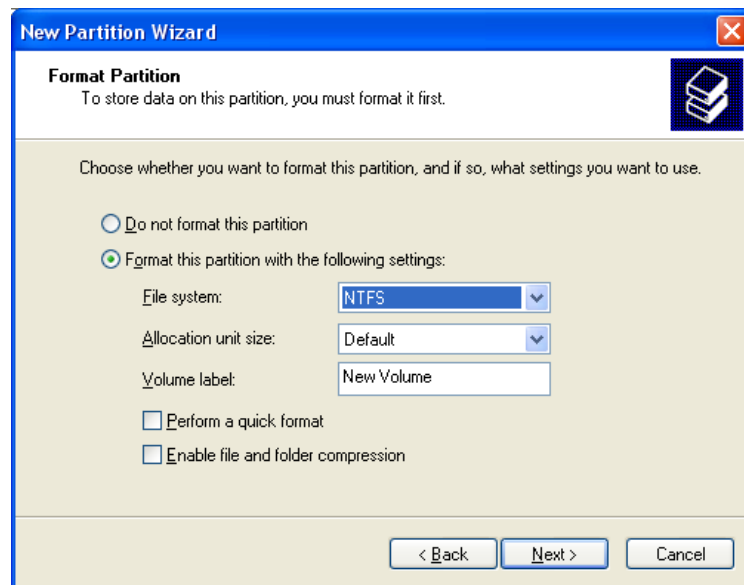 New Partition Wizard
Format Partition
To store data on this partition, you must format it first.
Choose whether you want to format this partition, and if so, what settings you want to use.
Do not format this partition
Format this partition with the following settings:
File system: NTFS
Allocation unit size: Default
Volume label: New Volume
Perform a quick format
Enable file and folder compression
< Back Next > Cancel